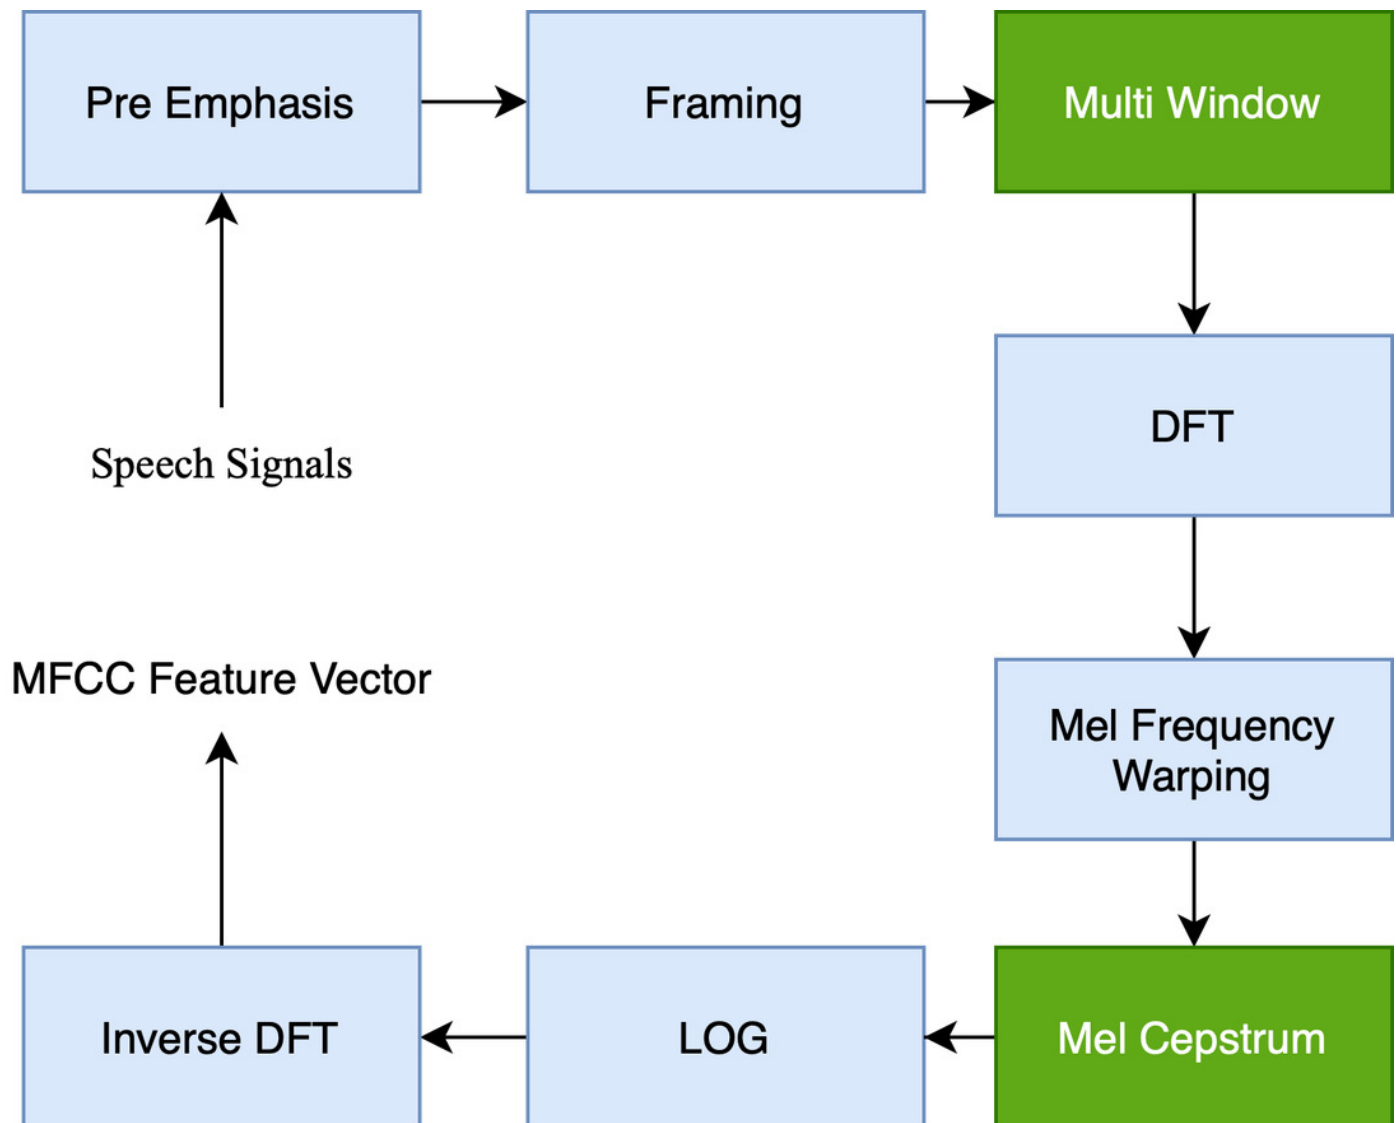 Pre Emphasis
Framing
Multi Window
Speech Signals
DFT
MFCC Feature Vector
Mel Frequency
Warping
Inverse DFT
LOG
Mel Cepstrum